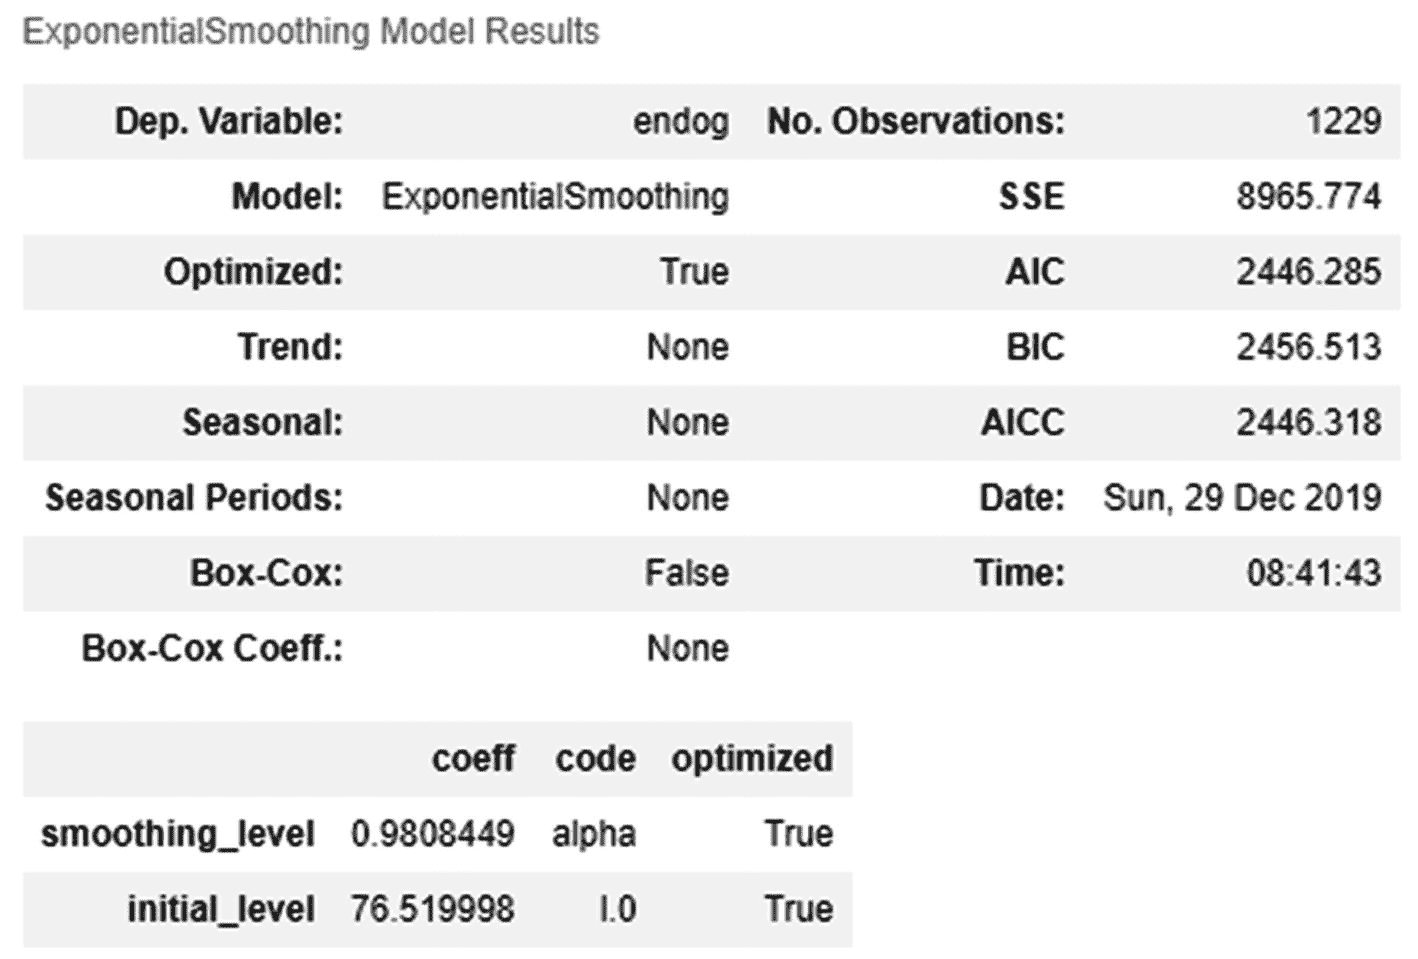 ExponentialSmoothing Model Results
Dep. Variable: endog No. Observations: 1229
Model: ExponentialSmoothing SSE 8965.774
Optimized: True AIC 2446.285
Trend: None BIC 2456.513
Seasonal: None AICC 2446.318
Seasonal Periods: None Date: Sun, 29 Dec 2019
Box-Cox: False Time: 08:41:43
Box-Cox Coeff.: None
coeff code optimized
smoothing_level 0.9808449 alpha True
initial_level 76.519998 l.0 True